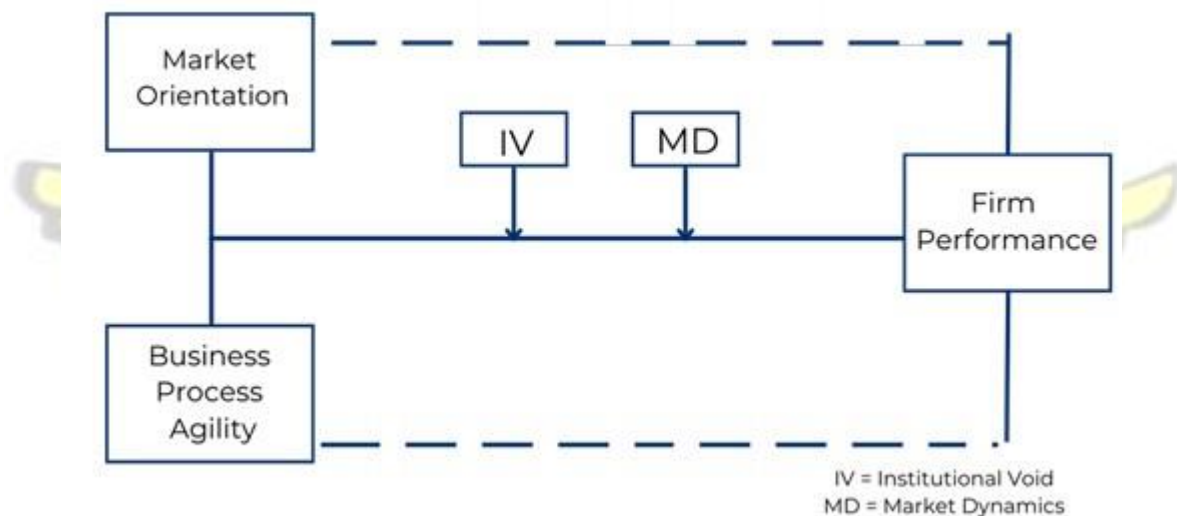 Market
Orientation
IV
MD
Firm
Performance
Business
Process
Agility
IV = Institutional Void
MD = Market Dynamics